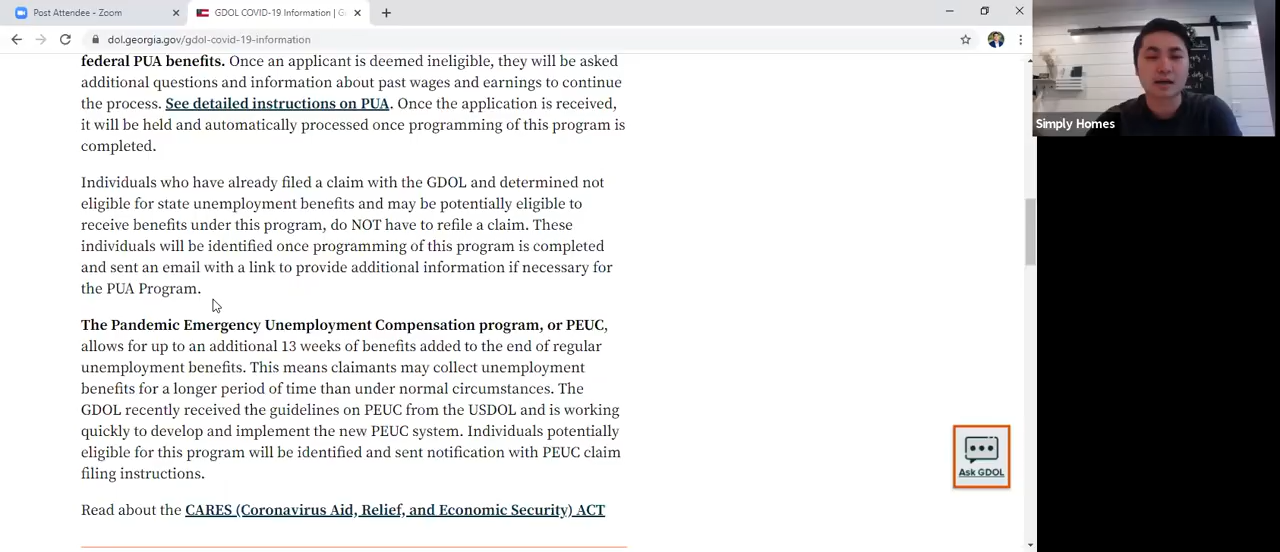 Post Attendee - Zoom
GDOL COVID-19 Information | G
dol.georgia.gov/gdol-covid-19-information
federal PUA benefits. Once an applicant is deemed ineligible, they will be asked
additional questions and information about past wages and earnings to continue
the process. See detailed instructions on PUA. Once the application is received,
it will be held and automatically processed once programming of this program is
completed.
Individuals who have already filed a claim with the GDOL and determined not
eligible for state unemployment benefits and may be potentially eligible to
receive benefits under this program, do NOT have to refile a claim. These
individuals will be identified once programming of this program is completed
and sent an email with a link to provide additional information if necessary for
the PUA Program.
The Pandemic Emergency Unemployment Compensation program, or PEUC,
allows for up to an additional 13 weeks of benefits added to the end of regular
unemployment benefits. This means claimants may collect unemployment
benefits for a longer period of time than under normal circumstances. The
GDOL recently received the guidelines on PEUC from the USDOL and is working
quickly to develop and implement the new PEUC system. Individuals potentially
eligible for this program will be identified and sent notification with PEUC claim
filing instructions.
Read about the CARES (Coronavirus Aid, Relief, and Economic Security) ACT
Ask GDOL
Simply Homes